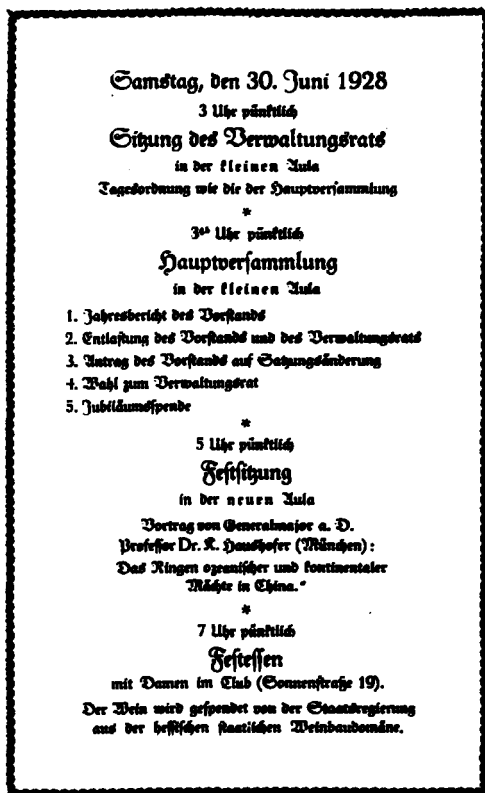 Samstag, den 30. Juni 1928
3 Uhr pünktlich
Sitzung des Verwaltungsrats
in der kleinen Aula
Tagesordnung wie die der Hauptversammlung
*
Uhr pünktlich
Hauptversammlung
in der kleinen Aula
1. Jahresbericht des Vorstands
2. Entlastung des Vorstands und des Verwaltungsrats
3. Antrag des Vorstands auf Satzungsänderung
4. Wahl zum Verwaltungsrat
5. Jubiläumsspende
*
5 Uhr pünktlich
Festsitzung
in der neuen Aula
Vortrag von Generalmajor a. D.
Professor Dr. K. Haushofer (München):
Das Ringen ozeanischer und kontinentaler
Mächte in China."
*
7 Uhr pünktlich
Festessen
mit Damen im Club (Sonnenstraße 19).
Der Wein wird gespendet von der Staatsregierung
aus der hessischen staatlichen Weinbaudomäne.